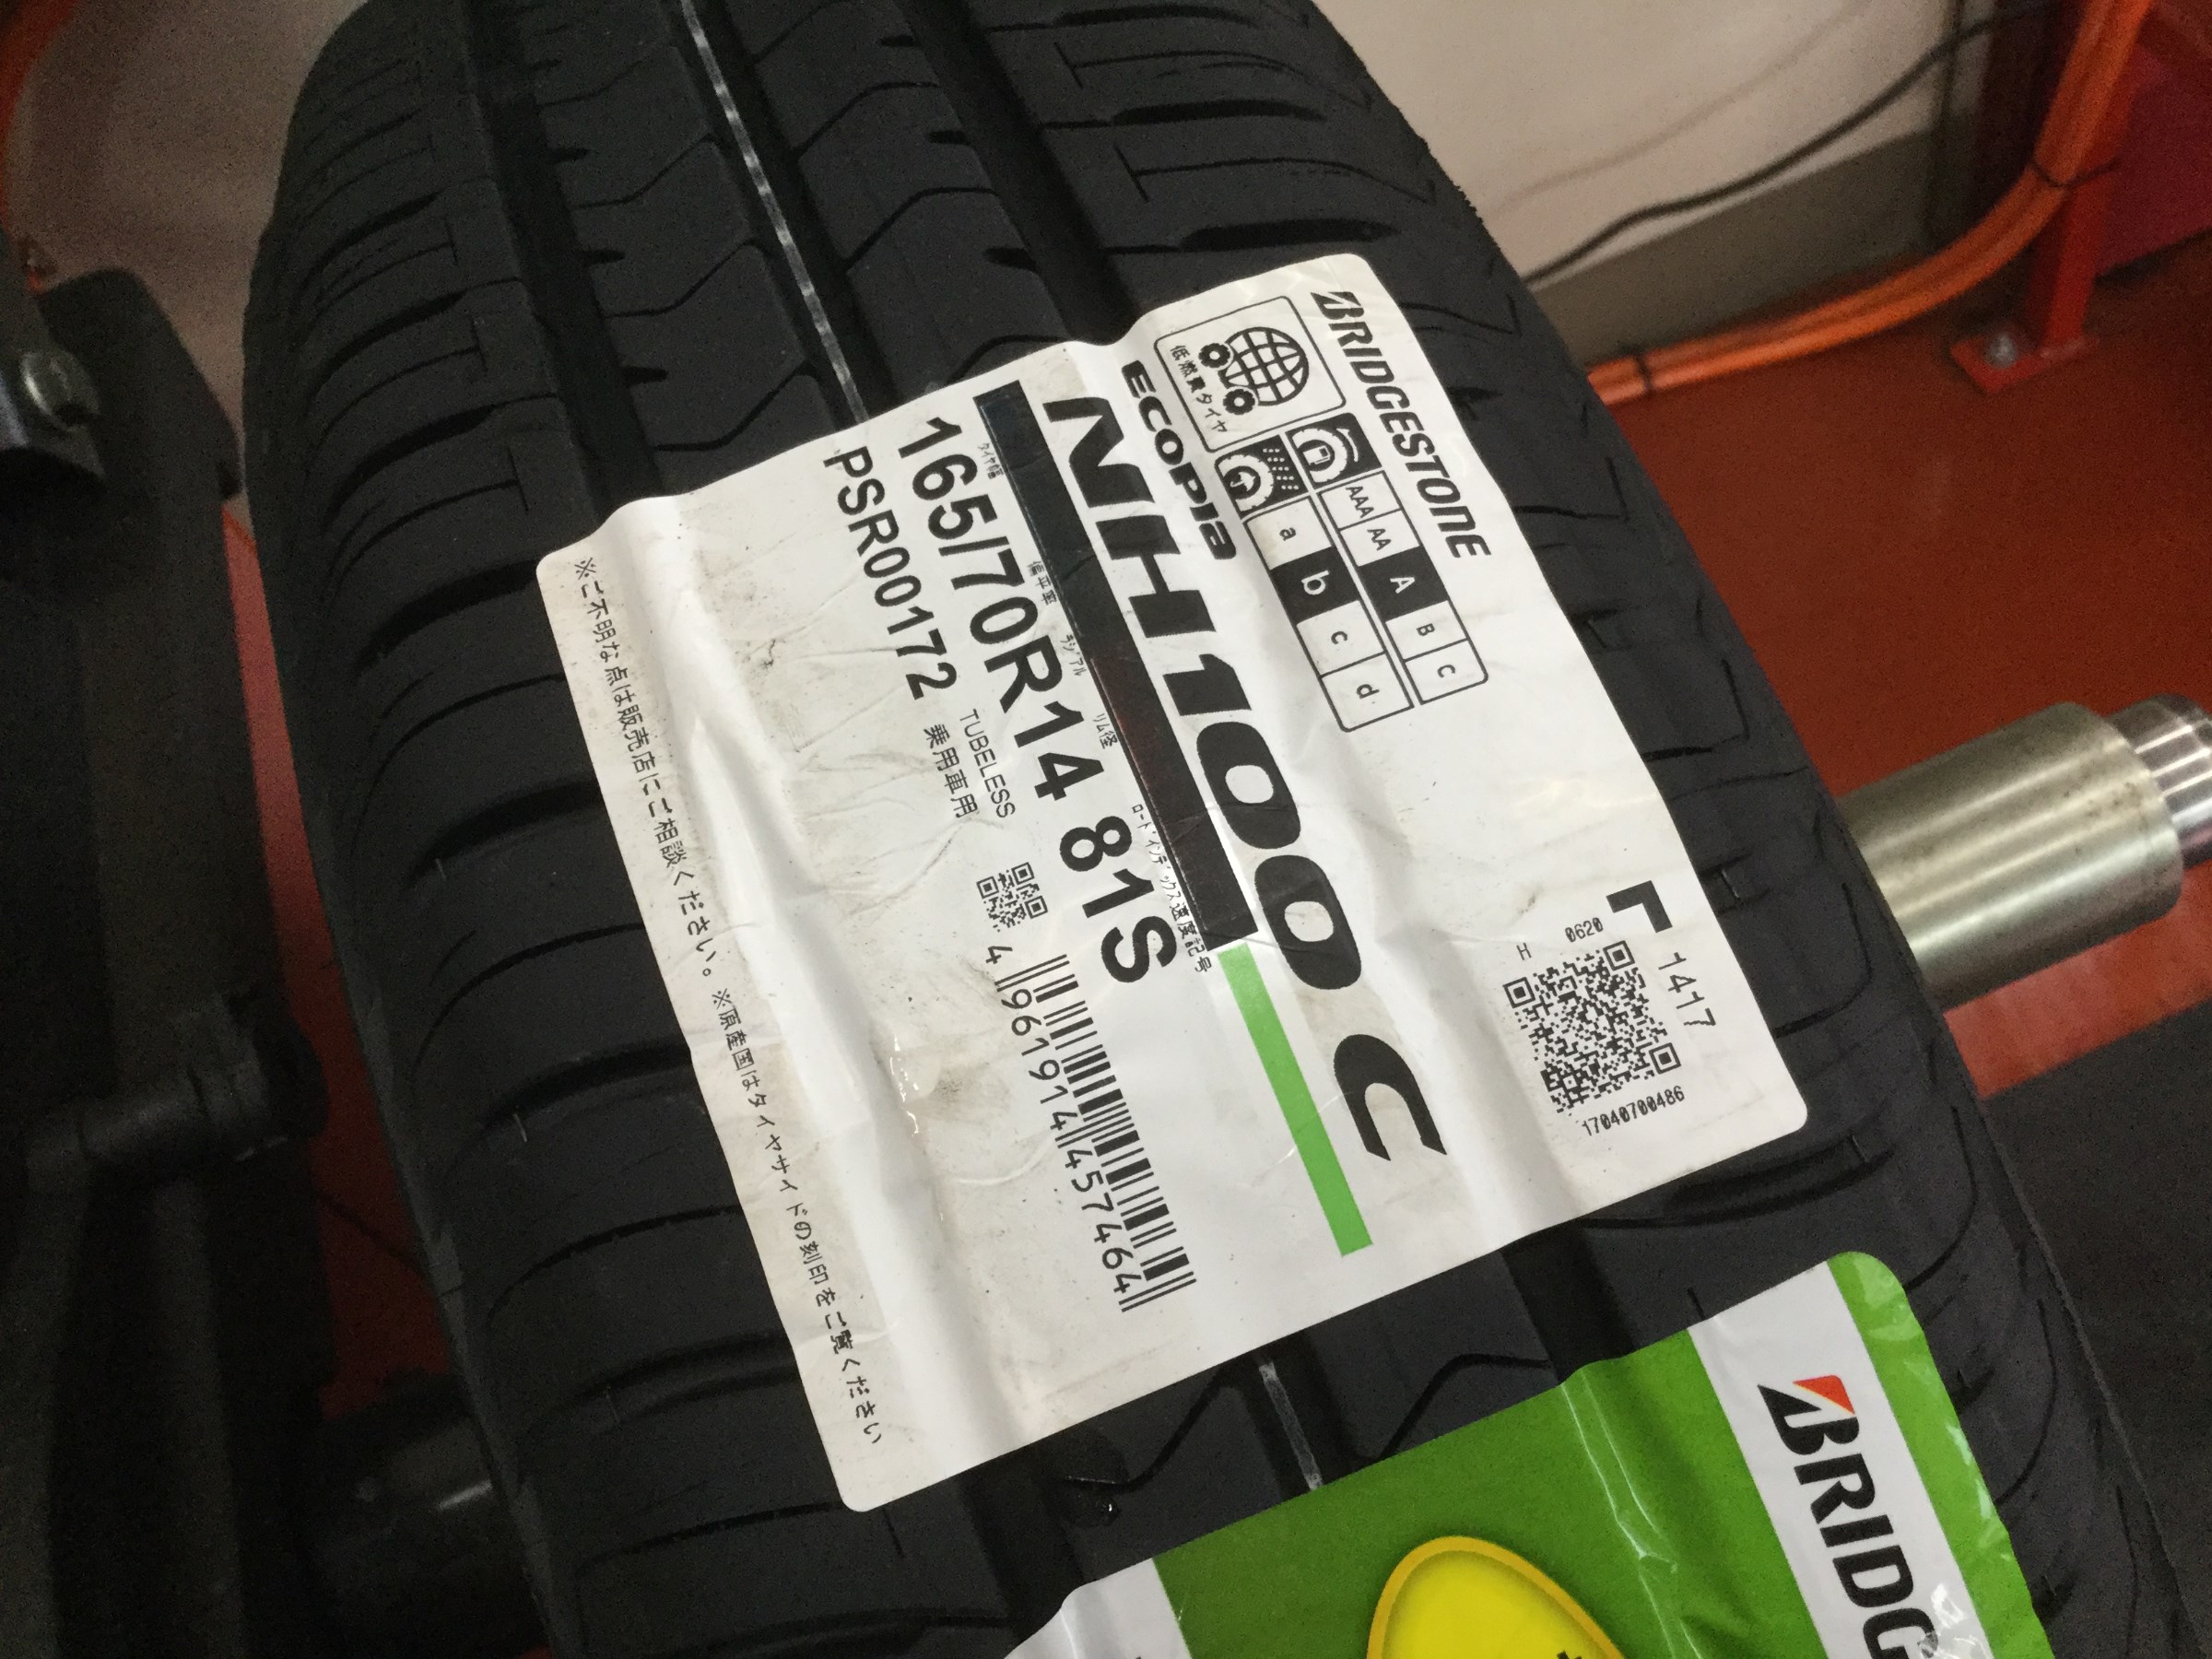 BRIDGESTONE
低燃費タイヤ
AAA AA A B C
a b c d
1417
0620
H
17040700486
ECOPIA
NH100 C
タイヤ幅 偏平率 ラジアル リム径 ロード・インデックス 速度記号
165/70R14 81S
PSR00172
TUBELESS
乗用車用
4 961914 457464
※ご不明な点は販売店にご相談ください。※原産国はタイヤサイドの刻印をご覧ください
BRIDG